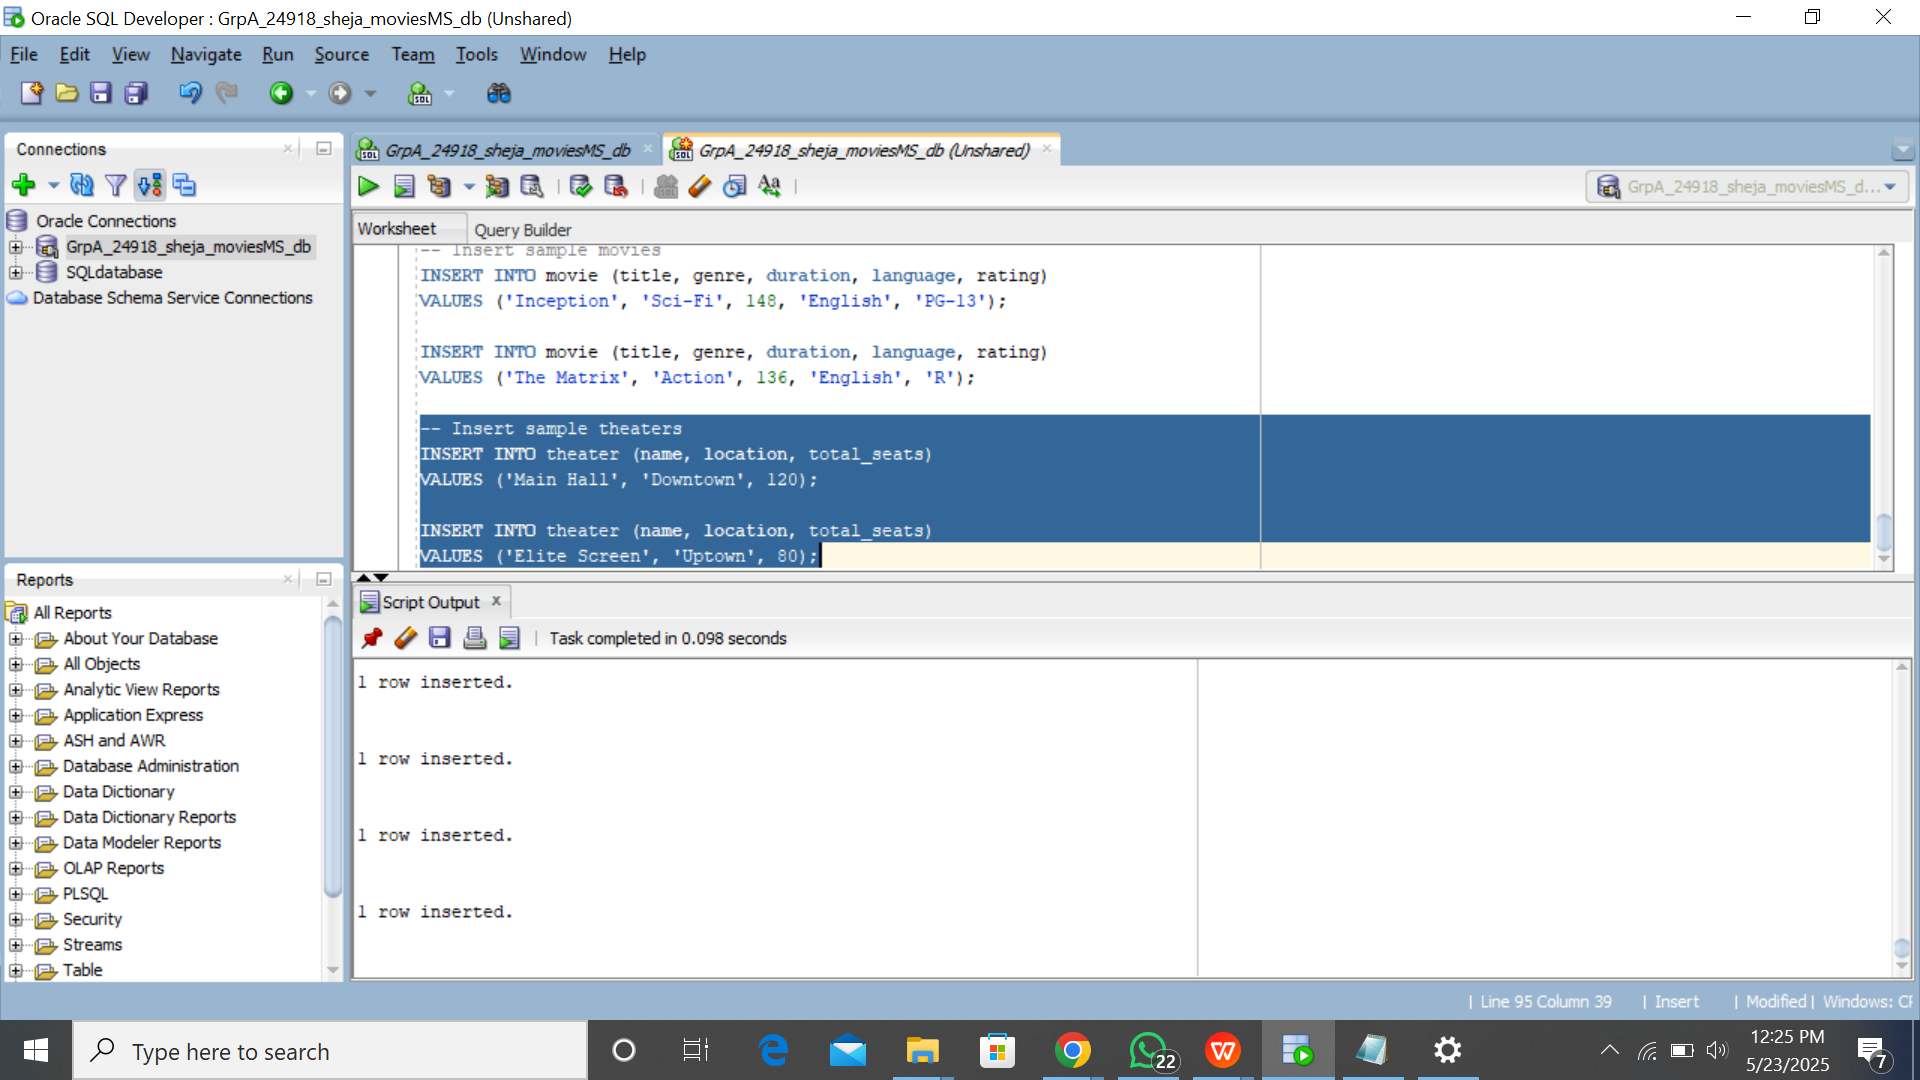 Oracle SQL Developer : GrpA_24918_sheja_moviesMS_db (Unshared)
File Edit View Navigate Run Source Team Tools Window Help
Connections
Oracle Connections
GrpA_24918_sheja_moviesMS_db
SQLdatabase
Database Schema Service Connections
Reports
All Reports
About Your Database
All Objects
Analytic View Reports
Application Express
ASH and AWR
Database Administration
Data Dictionary
Data Dictionary Reports
Data Modeler Reports
OLAP Reports
PLSQL
Security
Streams
Table
GrpA_24918_sheja_moviesMS_db
GrpA_24918_sheja_moviesMS_db (Unshared)
GrpA_24918_sheja_moviesMS_d...
Worksheet Query Builder
-- Insert sample movies
INSERT INTO movie (title, genre, duration, language, rating)
VALUES ('Inception', 'Sci-Fi', 148, 'English', 'PG-13');
INSERT INTO movie (title, genre, duration, language, rating)
VALUES ('The Matrix', 'Action', 136, 'English', 'R');
-- Insert sample theaters
INSERT INTO theater (name, location, total_seats)
VALUES ('Main Hall', 'Downtown', 120);
INSERT INTO theater (name, location, total_seats)
VALUES ('Elite Screen', 'Uptown', 80);
Script Output
Task completed in 0.098 seconds
1 row inserted.
1 row inserted.
1 row inserted.
1 row inserted.
| Line 95 Column 39 | Insert | Modified | Windows: CF
Type here to search
22
12:25 PM
5/23/2025
7